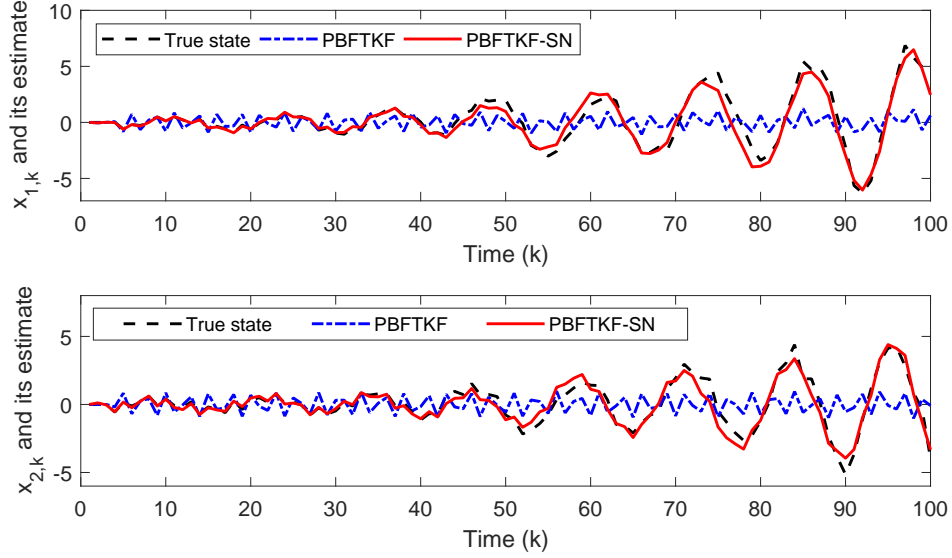 x1,k and its estimate
10
5
0
-5
True state PBFTKF PBFTKF-SN
0 10 20 30 40 50 60 70 80 90 100
Time (k)
x2,k and its estimate
5
0
-5
True state PBFTKF PBFTKF-SN
0 10 20 30 40 50 60 70 80 90 100
Time (k)